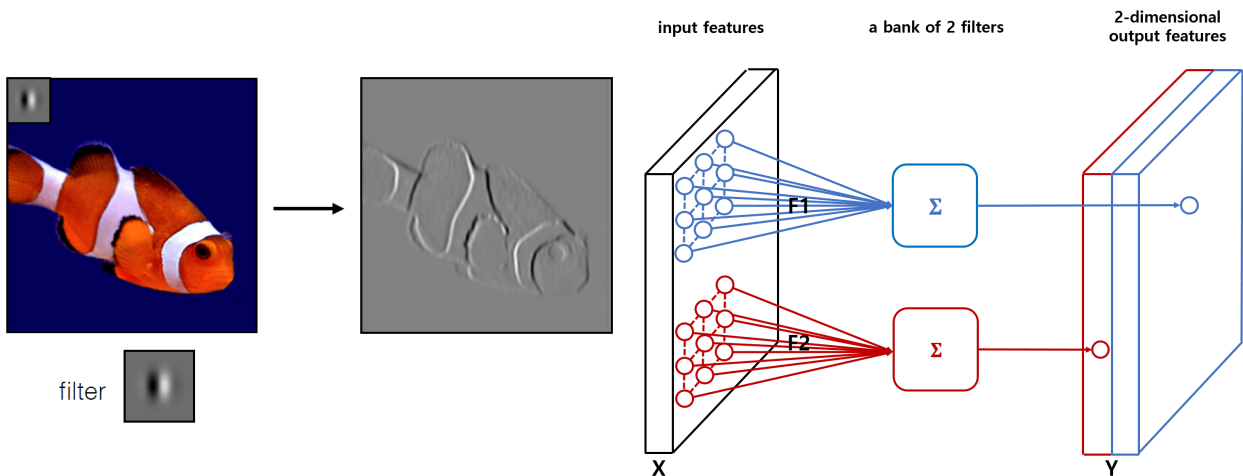 input features
a bank of 2 filters
2-dimensional
output features
F1
Σ
F2
Σ
filter
X
Y